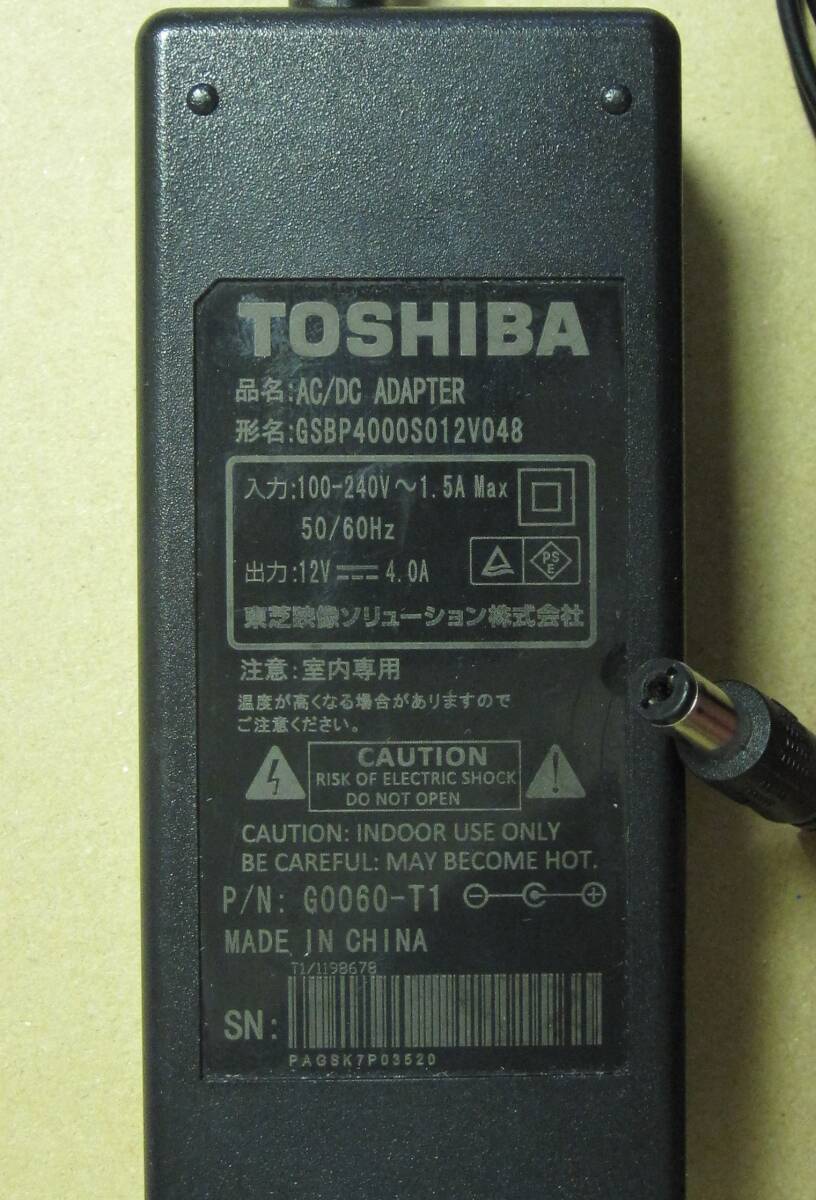 TOSHIBA
品名:AC/DC ADAPTER
形名:GSBP4000S012V048
入力:100-240V～1.5A Max
50/60Hz
出力:12V⎓4.0A
PS
E
東芝映像ソリューション株式会社
注意:室内専用
温度が高くなる場合がありますので
ご注意ください。
CAUTION
RISK OF ELECTRIC SHOCK
DO NOT OPEN
CAUTION: INDOOR USE ONLY
BE CAREFUL: MAY BECOME HOT.
P/N: G0060-T1
MADE IN CHINA
T1/1198678
SN:
PAGSK7P03520